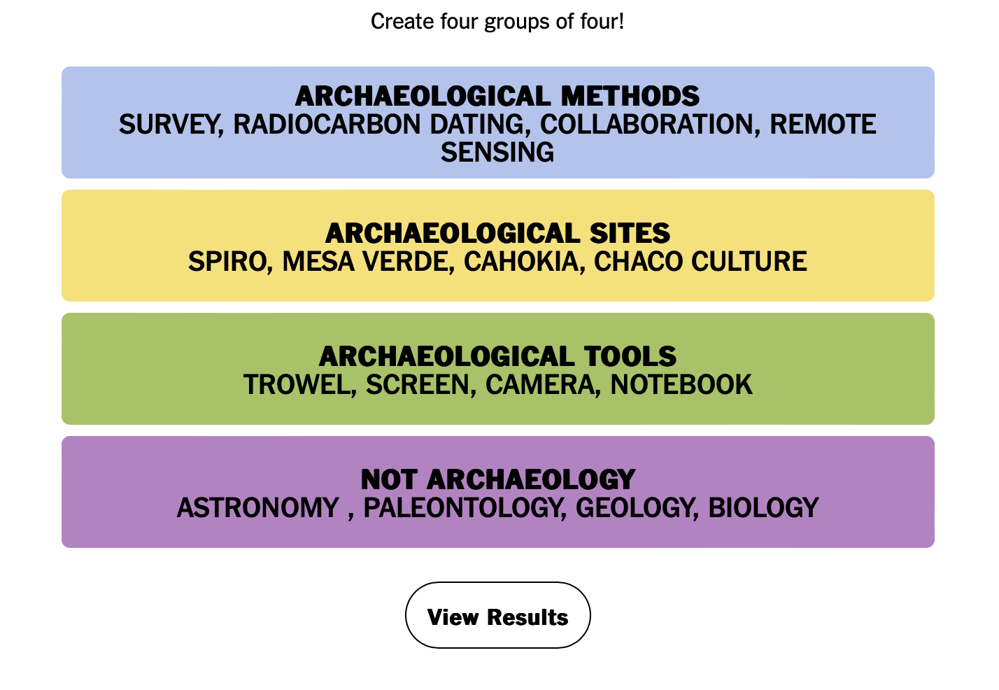 Create four groups of four!
ARCHAEOLOGICAL METHODS
SURVEY, RADIOCARBON DATING, COLLABORATION, REMOTE
SENSING
ARCHAEOLOGICAL SITES
SPIRO, MESA VERDE, CAHOKIA, CHACO CULTURE
ARCHAEOLOGICAL TOOLS
TROWEL, SCREEN, CAMERA, NOTEBOOK
NOT ARCHAEOLOGY
ASTRONOMY , PALEONTOLOGY, GEOLOGY, BIOLOGY
View Results